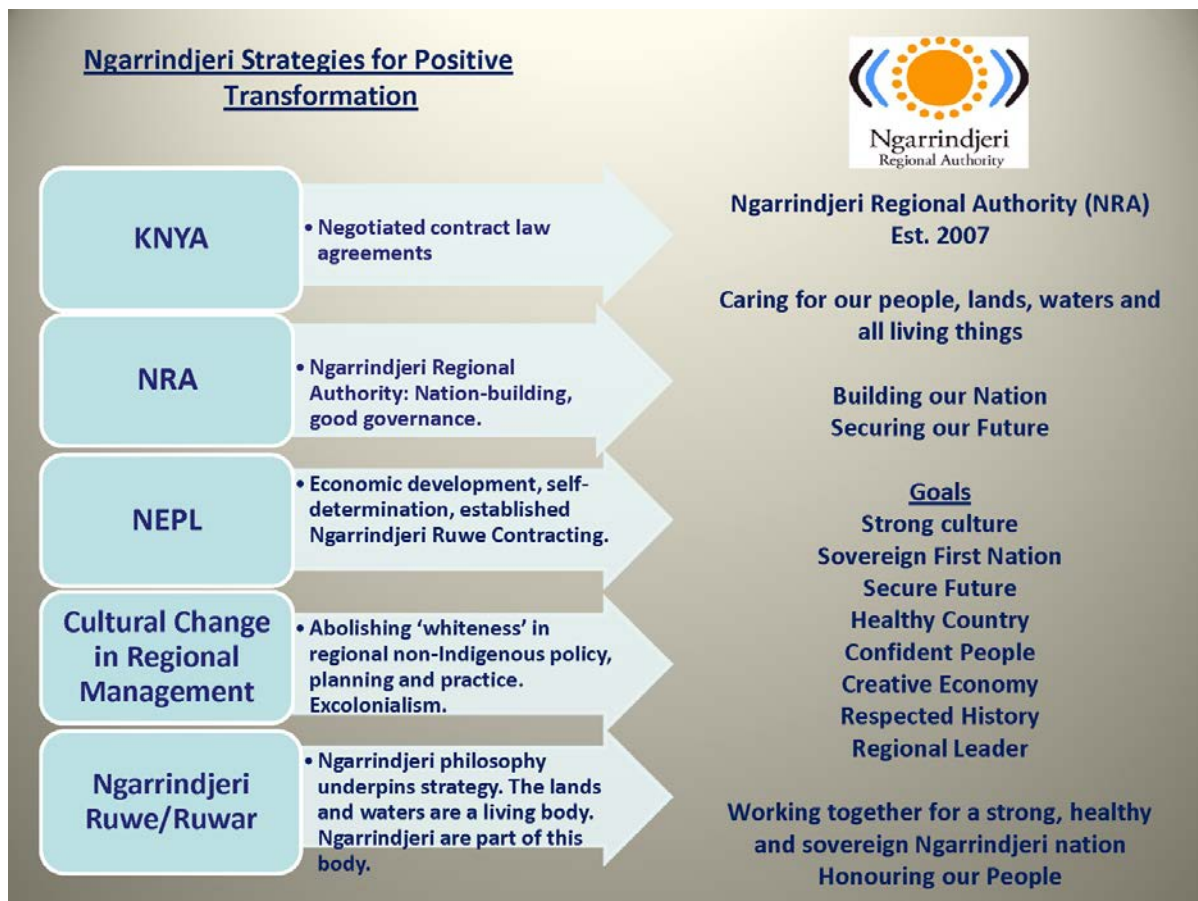 Ngarrindjeri Strategies for Positive
Transformation
KNYA
• Negotiated contract law
agreements
NRA
• Ngarrindjeri Regional
Authority: Nation-building,
good governance.
NEPL
• Economic development, self-
determination, established
Ngarrindjeri Ruwe Contracting.
Cultural Change
in Regional
Management
• Abolishing ‘whiteness’ in
regional non-Indigenous policy,
planning and practice.
Excolonialism.
Ngarrindjeri
Ruwe/Ruwar
• Ngarrindjeri philosophy
underpins strategy. The lands
and waters are a living body.
Ngarrindjeri are part of this
body.
Ngarrindjeri
Regional Authority
Ngarrindjeri Regional Authority (NRA)
Est. 2007
Caring for our people, lands, waters and
all living things
Building our Nation
Securing our Future
Goals
Strong culture
Sovereign First Nation
Secure Future
Healthy Country
Confident People
Creative Economy
Respected History
Regional Leader
Working together for a strong, healthy
and sovereign Ngarrindjeri nation
Honouring our People